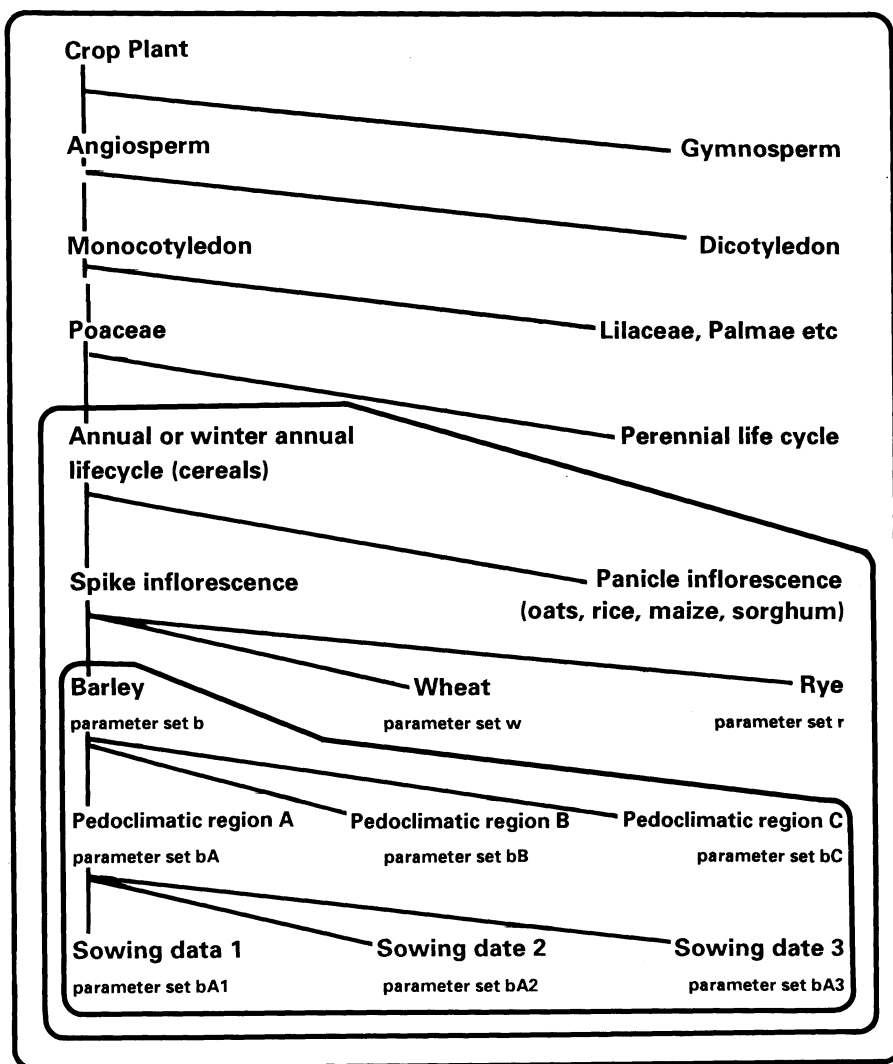 Crop Plant
Angiosperm Gymnosperm
Monocotyledon Dicotyledon
Poaceae Lilaceae, Palmae etc
Annual or winter annual Perennial life cycle
lifecycle (cereals)
Spike inflorescence Panicle inflorescence
(oats, rice, maize, sorghum)
Barley Wheat Rye
parameter set b parameter set w parameter set r
Pedoclimatic region A Pedoclimatic region B Pedoclimatic region C
parameter set bA parameter set bB parameter set bC
Sowing data 1 Sowing date 2 Sowing date 3
parameter set bA1 parameter set bA2 parameter set bA3